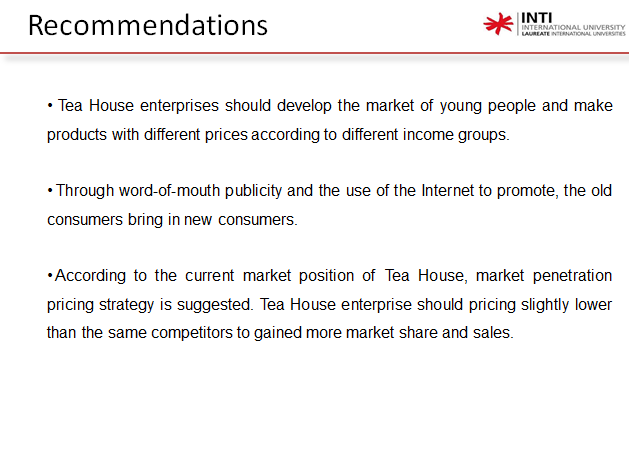 Recommendations
INTI
INTERNATIONAL UNIVERSITY
LAUREATE INTERNATIONAL UNIVERSITIES
• Tea House enterprises should develop the market of young people and make
products with different prices according to different income groups.
• Through word-of-mouth publicity and the use of the Internet to promote, the old
consumers bring in new consumers.
•According to the current market position of Tea House, market penetration
pricing strategy is suggested. Tea House enterprise should pricing slightly lower
than the same competitors to gained more market share and sales.